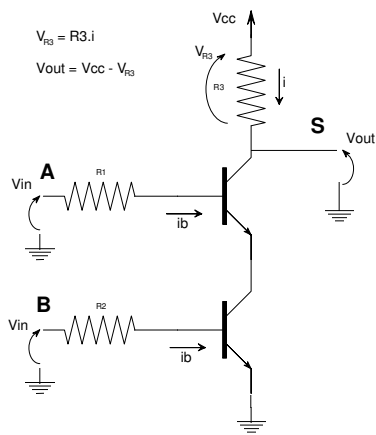 Vcc
V_R3 = R3.i
V_R3
Vout = Vcc - V_R3
R3
i
S
Vout
A
R1
Vin
ib
B
R2
Vin
ib